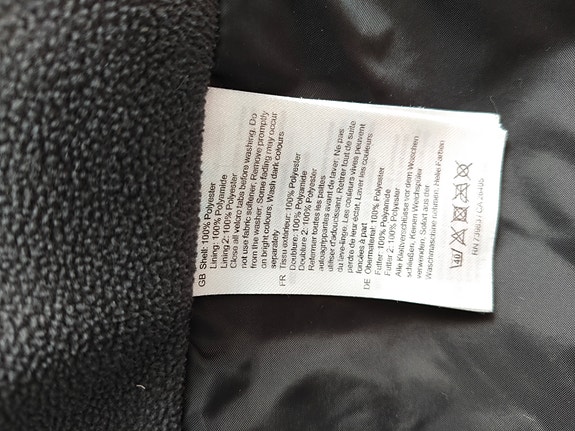 GB Shell: 100% Polyester
Lining: 100% Polyamide
Lining 2: 100% Polyester
Close all velcro tabs before washing. Do
not use fabric softener. Remove promptly
from the washer. Some fading may occur
on bright colours. Wash dark colours
separately
FR Tissu extérieur: 100% Polyester
Doublure: 100% Polyamide
Doublure 2: 100% Polyester
Refermer toutes les pattes
autoagrippantes avant de laver. Ne pas
utiliser d'adoucissant. Retirer tout de suite
du lave-linge. Les couleurs vives peuvent
perdre de leur éclat. Laver les couleurs
foncées à part
DE Obermaterial: 100% Polyester
Futter: 100% Polyamid
Futter 2: 100% Polyester
Alle Klettverschlüsse vor dem Waschen
schließen. Keinen Weichspüler
verwenden. Sofort aus der
Waschmaschine nehmen. Helle Farben